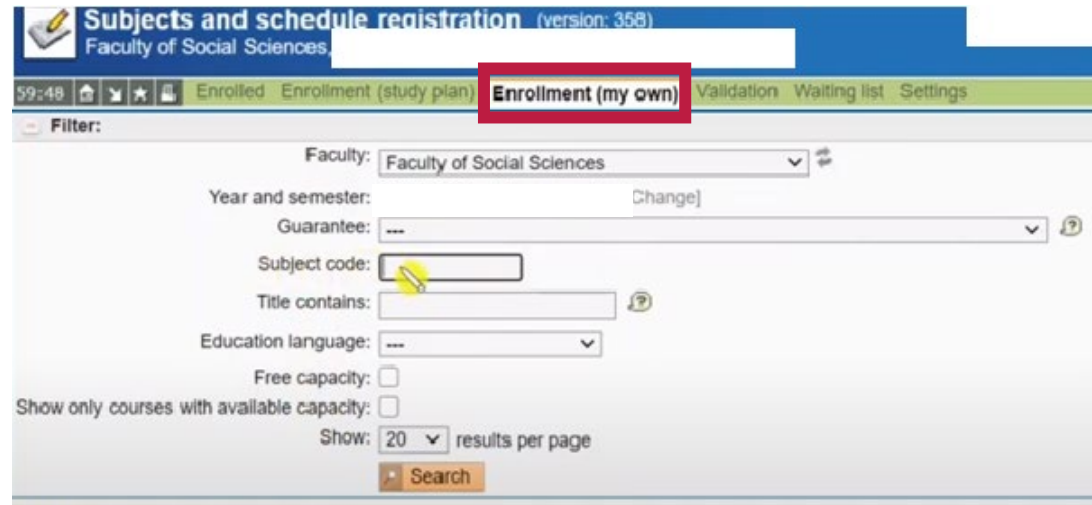 Subjects and schedule registration (version: 358)
Faculty of Social Sciences,
59:48 Enrolled Enrollment (study plan) Enrollment (my own) Validation Waiting list Settings
Filter:
Faculty: Faculty of Social Sciences
Year and semester: Change]
Guarantee: ---
Subject code:
Title contains:
Education language: ---
Free capacity:
Show only courses with available capacity:
Show: 20 results per page
Search